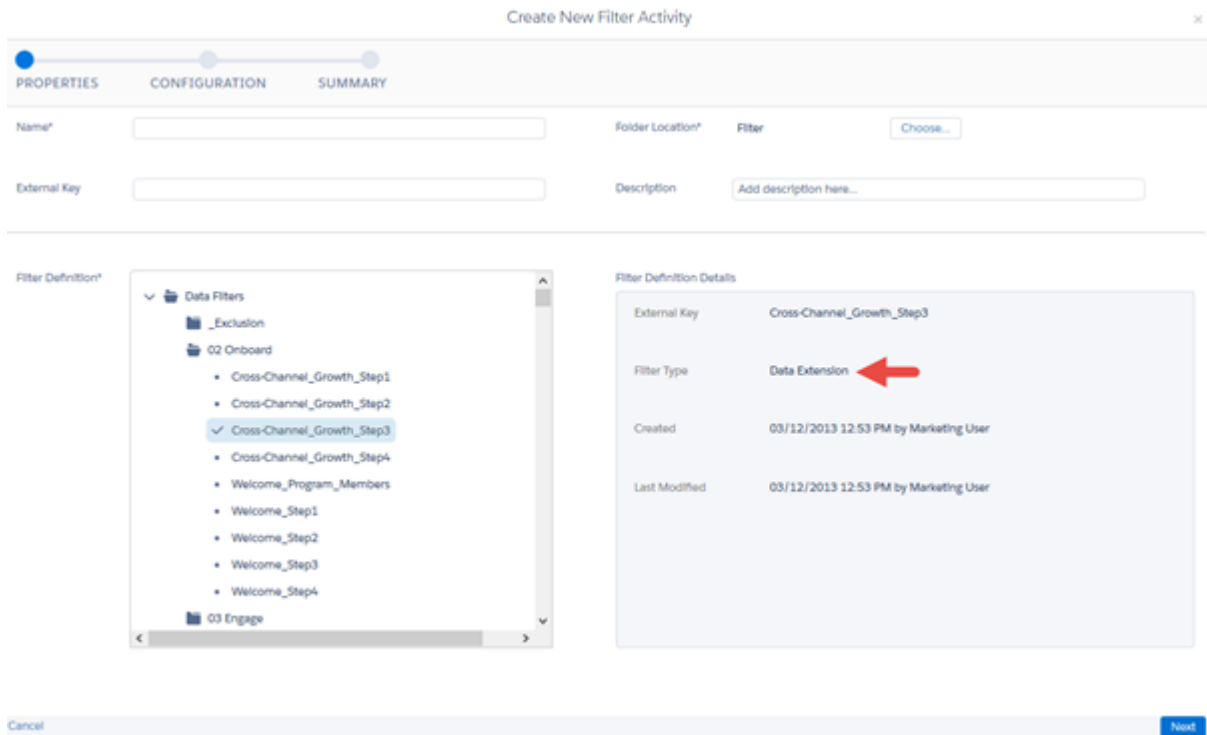 Create New Filter Activity
PROPERTIES CONFIGURATION SUMMARY
Name* Folder Location* Filter Choose...
External Key Description Add description here...
Filter Definition* Filter Definition Details
Data Filters
_Exclusion
02 Onboard
Cross-Channel_Growth_Step1
Cross-Channel_Growth_Step2
Cross-Channel_Growth_Step3
Cross-Channel_Growth_Step4
Welcome_Program_Members
Welcome_Step1
Welcome_Step2
Welcome_Step3
Welcome_Step4
03 Engage
External Key Cross-Channel_Growth_Step3
Filter Type Data Extension
Created 03/12/2013 12:53 PM by Marketing User
Last Modified 03/12/2013 12:53 PM by Marketing User
Cancel Next